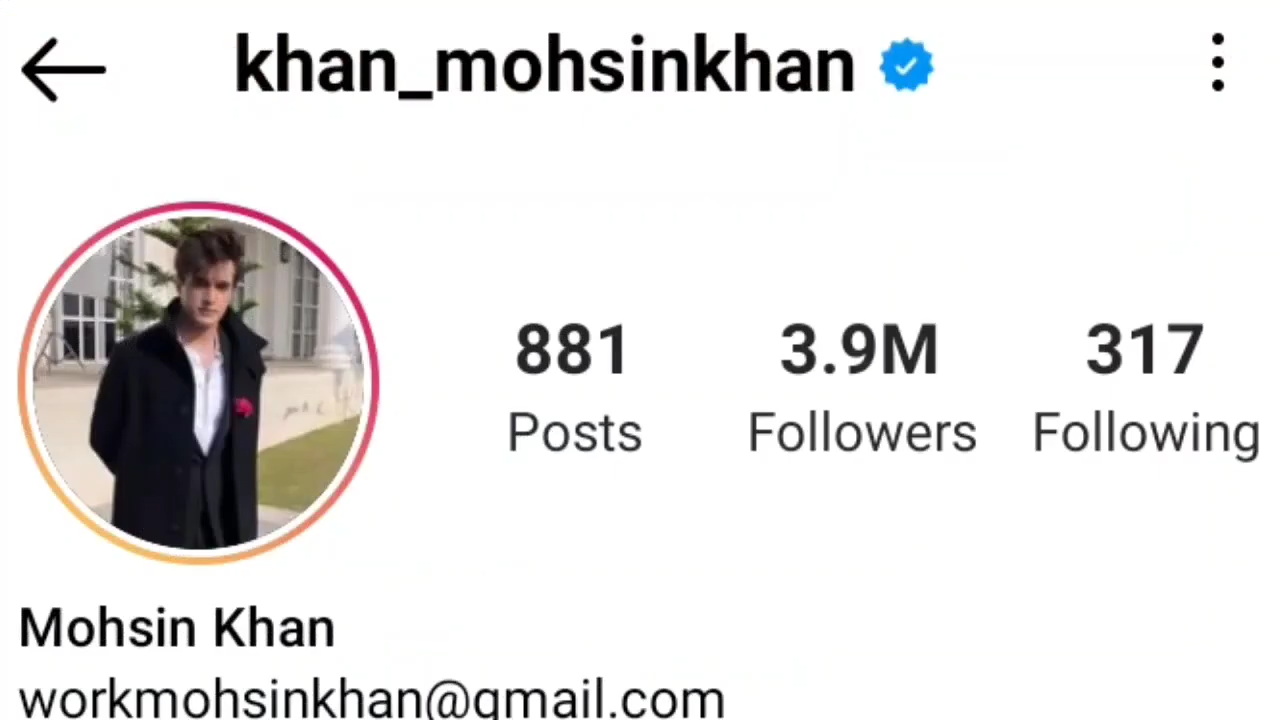 khan_mohsinkhan
881 3.9M 317
Posts Followers Following
Mohsin Khan
workmohsinkhan@gmail.com